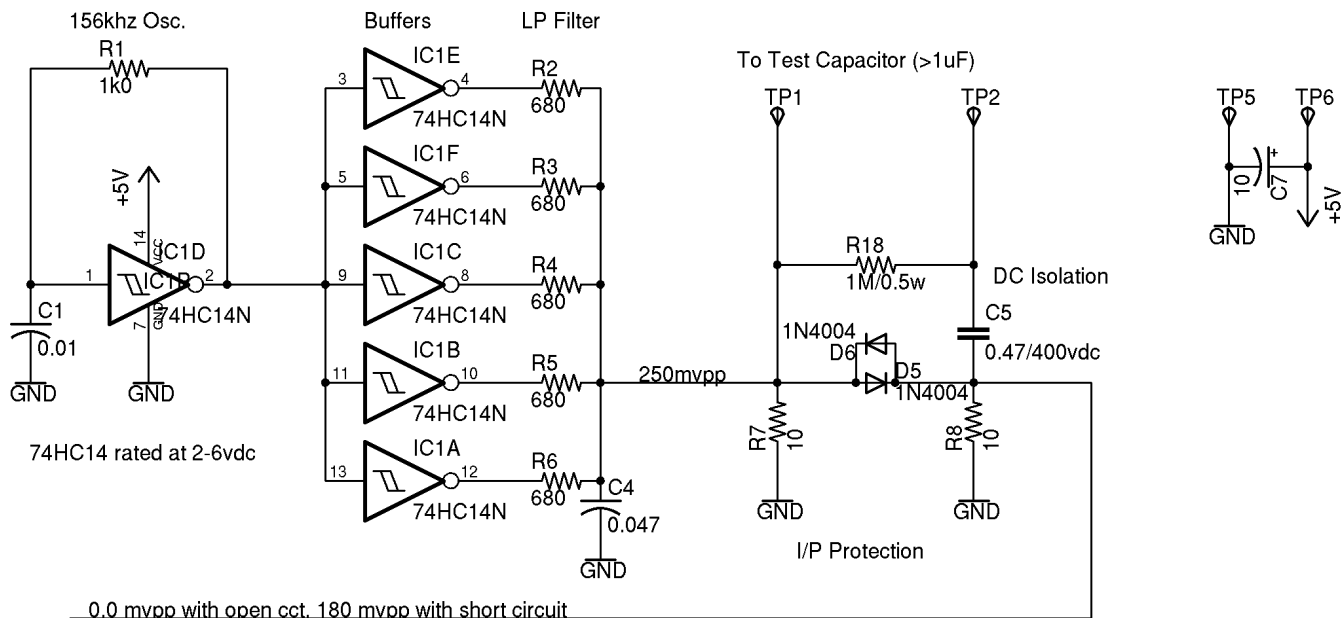 156khz Osc.
R1
1k0
+5V
14
VCC
IC1D
IC1P
1
2
7
GND
74HC14N
C1
0.01
GND
GND
74HC14 rated at 2-6vdc
Buffers
LP Filter
IC1E
3
4
74HC14N
R2
680
IC1F
5
6
74HC14N
R3
680
IC1C
9
8
74HC14N
R4
680
IC1B
11
10
74HC14N
R5
680
IC1A
13
12
74HC14N
R6
680
C4
0.047
GND
250mvpp
To Test Capacitor (>1uF)
TP1
TP2
R18
1M/0.5w
DC Isolation
C5
0.47/400vdc
1N4004
D6
D5
1N4004
R7
10
R8
10
GND
GND
I/P Protection
TP5
TP6
+
10
C7
GND
+5V
0.0 mvpp with open cct. 180 mvpp with short circuit